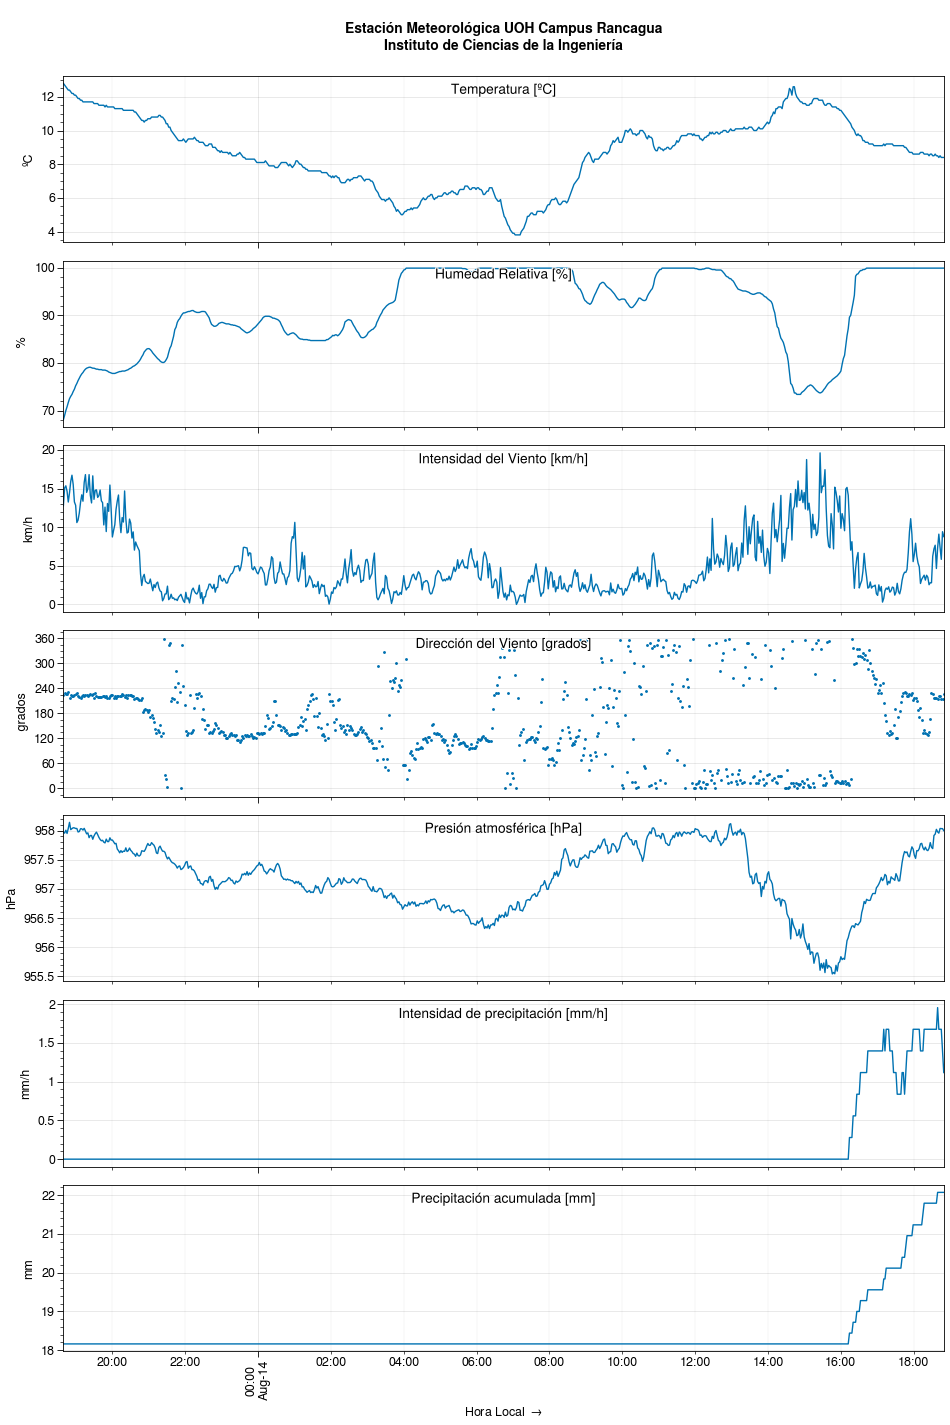 Estación Meteorológica UOH Campus Rancagua
Instituto de Ciencias de la Ingeniería
Temperatura [ºC]
ºC
12
10
8
6
4
Humedad Relativa [%]
%
100
90
80
70
Intensidad del Viento [km/h]
km/h
20
15
10
5
0
Dirección del Viento [grados]
grados
360
300
240
180
120
60
0
Presión atmosférica [hPa]
hPa
958
957.5
957
956.5
956
955.5
Intensidad de precipitación [mm/h]
mm/h
2
1.5
1
0.5
0
Precipitación acumulada [mm]
mm
22
21
20
19
18
20:00
22:00
00:00
Aug-14
02:00
04:00
06:00
08:00
10:00
12:00
14:00
16:00
18:00
Hora Local →